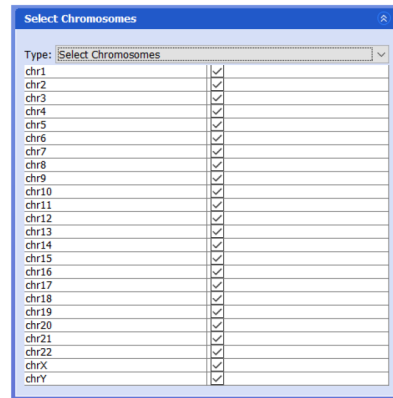 Select Chromosomes
Type: Select Chromosomes
chr1
chr2
chr3
chr4
chr5
chr6
chr7
chr8
chr9
chr10
chr11
chr12
chr13
chr14
chr15
chr16
chr17
chr18
chr19
chr20
chr21
chr22
chrX
chrY